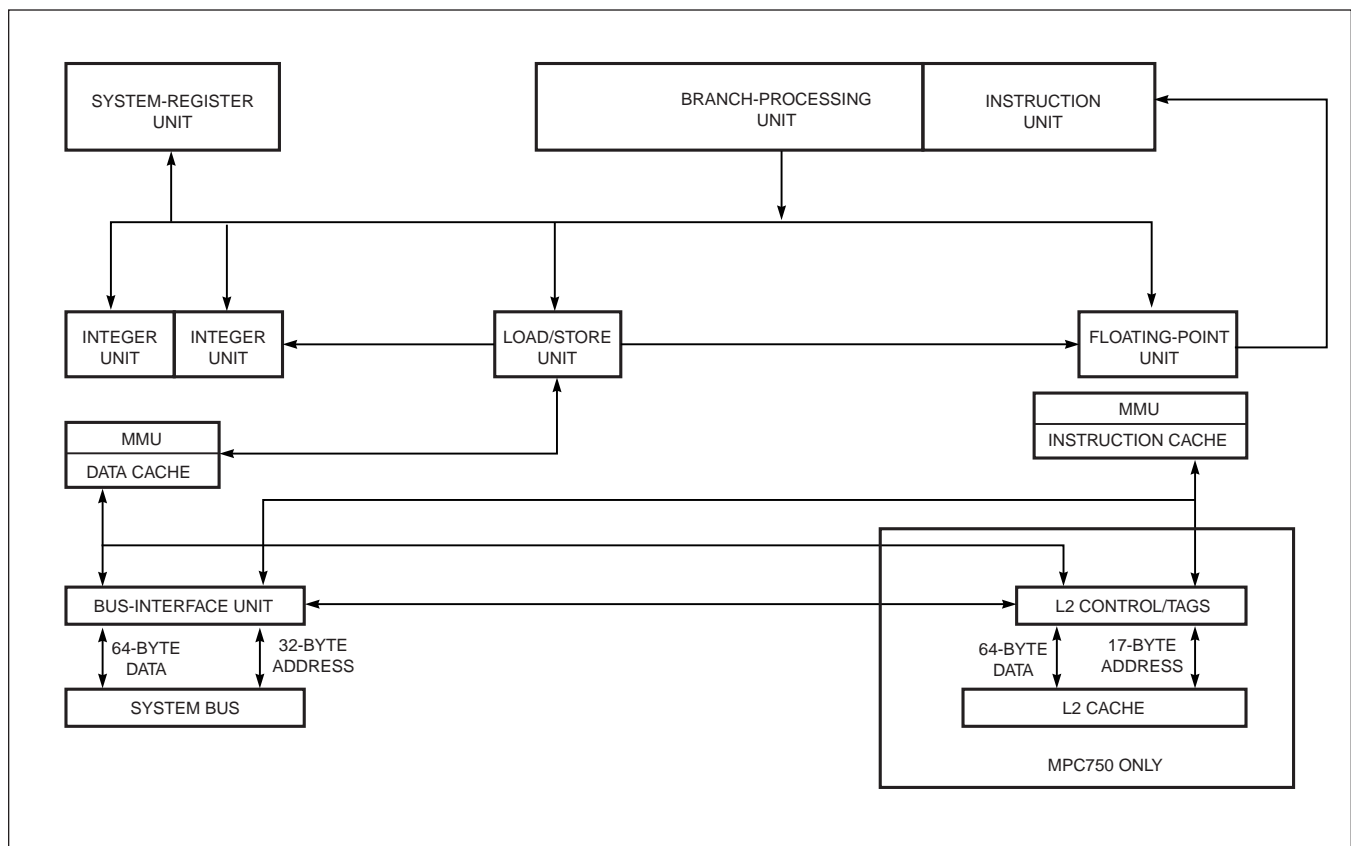 SYSTEM-REGISTER
UNIT
BRANCH-PROCESSING
UNIT
INSTRUCTION
UNIT
INTEGER
UNIT
INTEGER
UNIT
LOAD/STORE
UNIT
FLOATING-POINT
UNIT
MMU
DATA CACHE
MMU
INSTRUCTION CACHE
BUS-INTERFACE UNIT
L2 CONTROL/TAGS
64-BYTE
DATA
32-BYTE
ADDRESS
64-BYTE
DATA
17-BYTE
ADDRESS
SYSTEM BUS
L2 CACHE
MPC750 ONLY